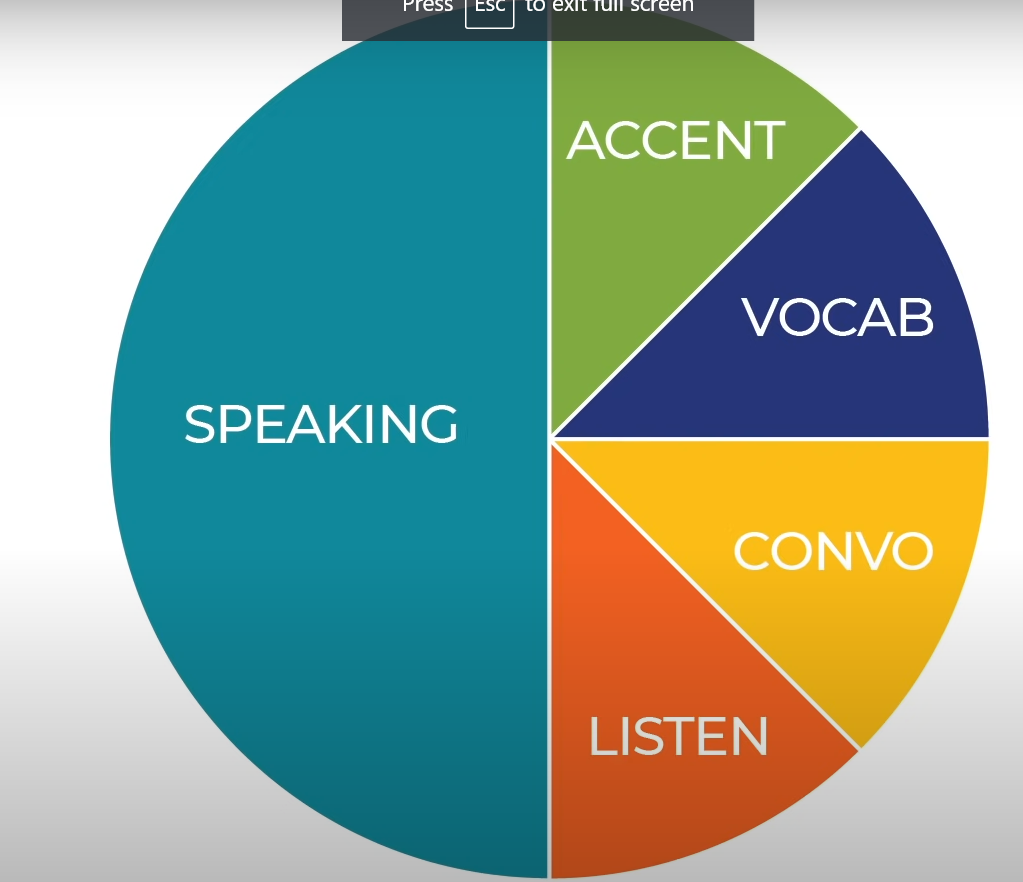 Press Esc to exit full screen
ACCENT
VOCAB
SPEAKING
CONVO
LISTEN